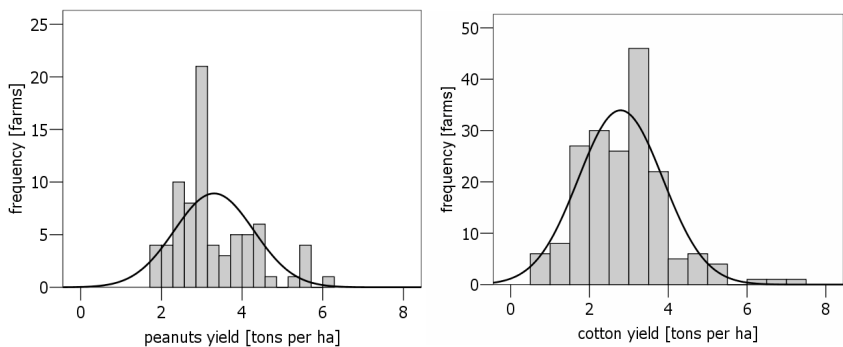 25
20
15
10
5
0
frequency [farms]
0 2 4 6 8
peanuts yield [tons per ha]
50
40
30
20
10
0
frequency [farms]
0 2 4 6 8
cotton yield [tons per ha]